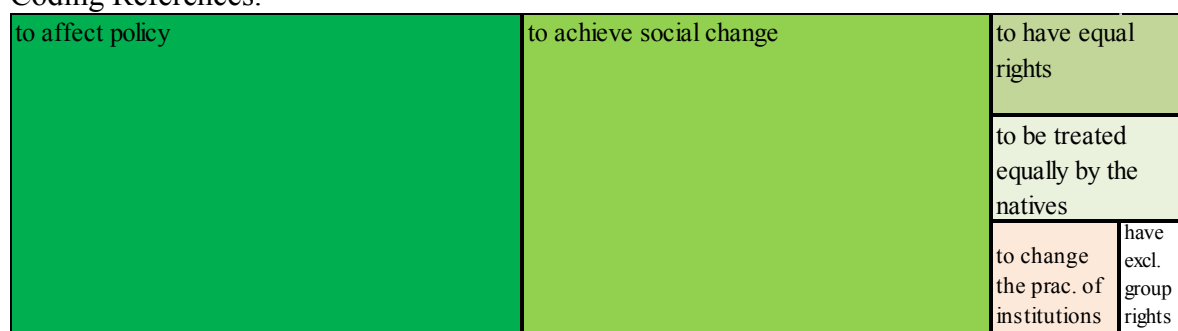 Coding References:
to affect policy
to achieve social change
to have equal
rights
to be treated
equally by the
natives
to change
the prac. of
institutions
have
excl.
group
rights